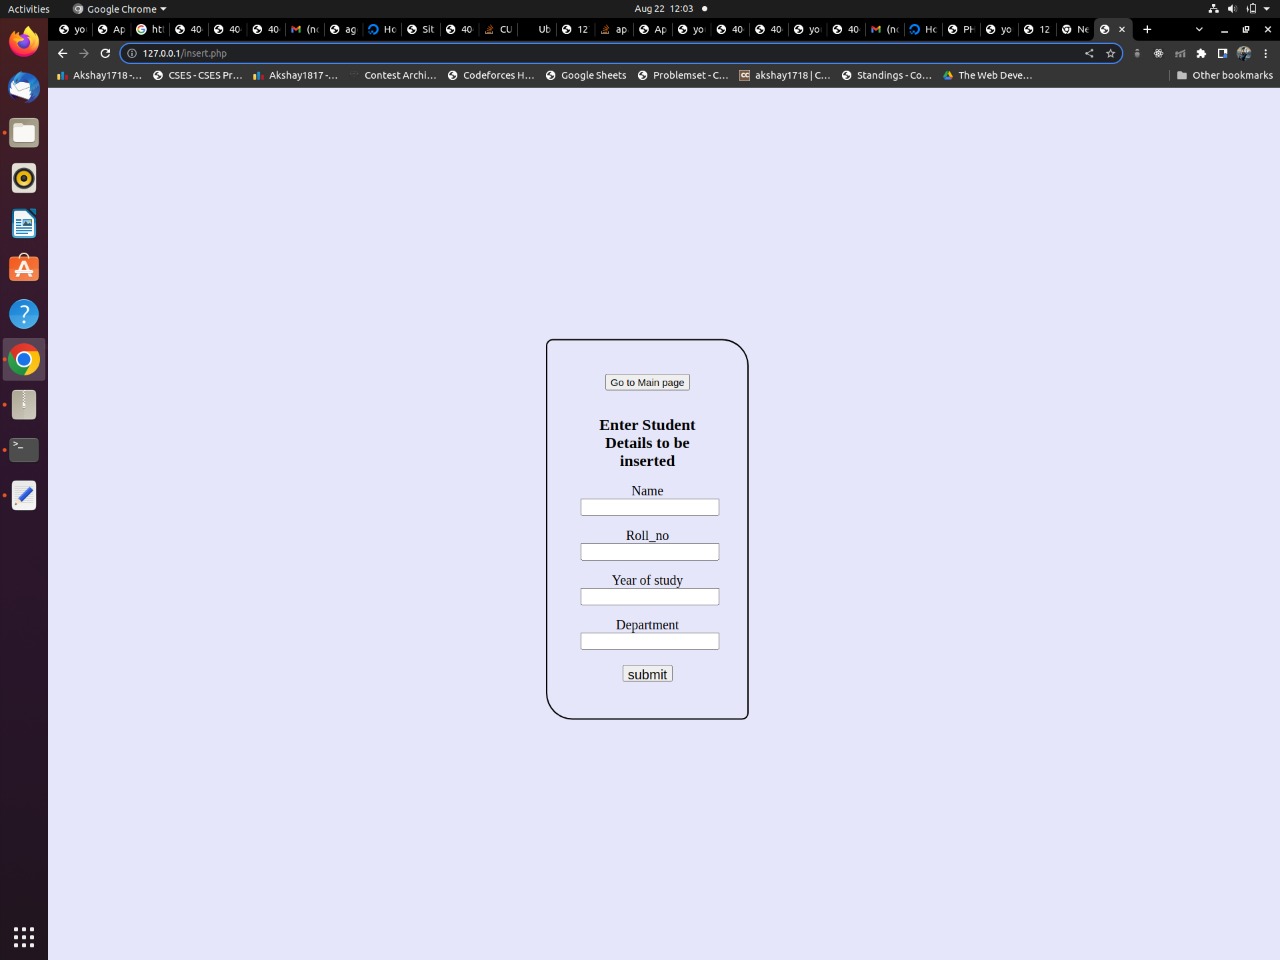 Activities
Google Chrome
Aug 22 12:03
yo
Ap
htl
40
40
40
(nc
ag
Ho
Sit
40
CU
Ub
12
ap
Ap
yo
40
40
yo
40
(nc
Ho
PH
yo
12
Ne
127.0.0.1/insert.php
Akshay1718 -...
CSES - CSES Pr...
Akshay1817 -...
Contest Archi...
Codeforces H...
Google Sheets
Problemset - C...
akshay1718 | C...
Standings - Co...
The Web Deve...
Other bookmarks
Go to Main page
Enter Student
Details to be
inserted
Name
Roll_no
Year of study
Department
submit